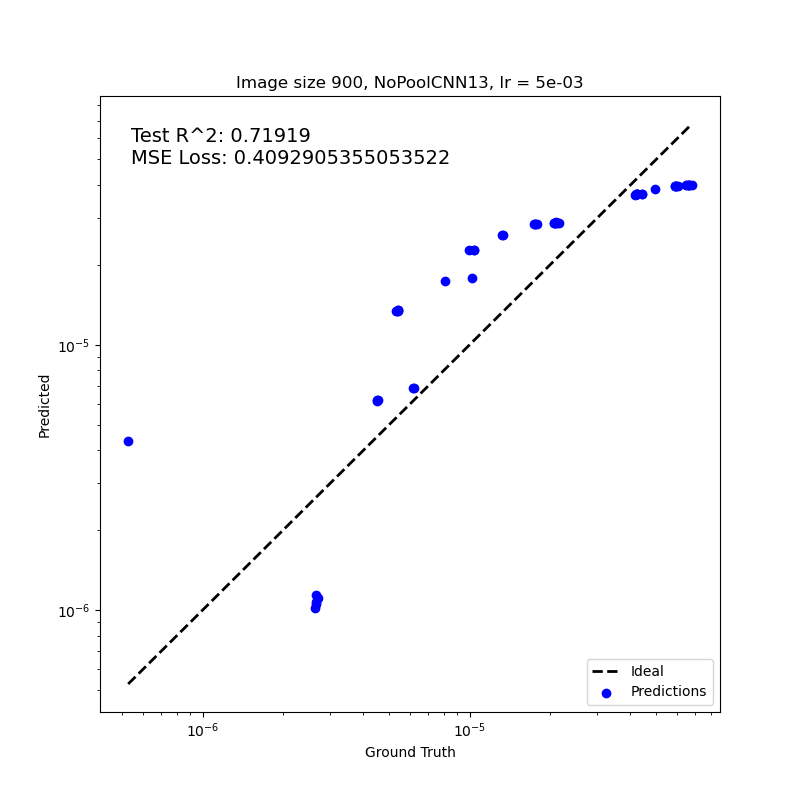 Image size 900, NoPoolCNN13, lr = 5e-03
Test R^2: 0.71919
MSE Loss: 0.4092905355053522
Predicted
10⁻⁵
10⁻⁶
Ideal
Predictions
10⁻⁶ 10⁻⁵
Ground Truth